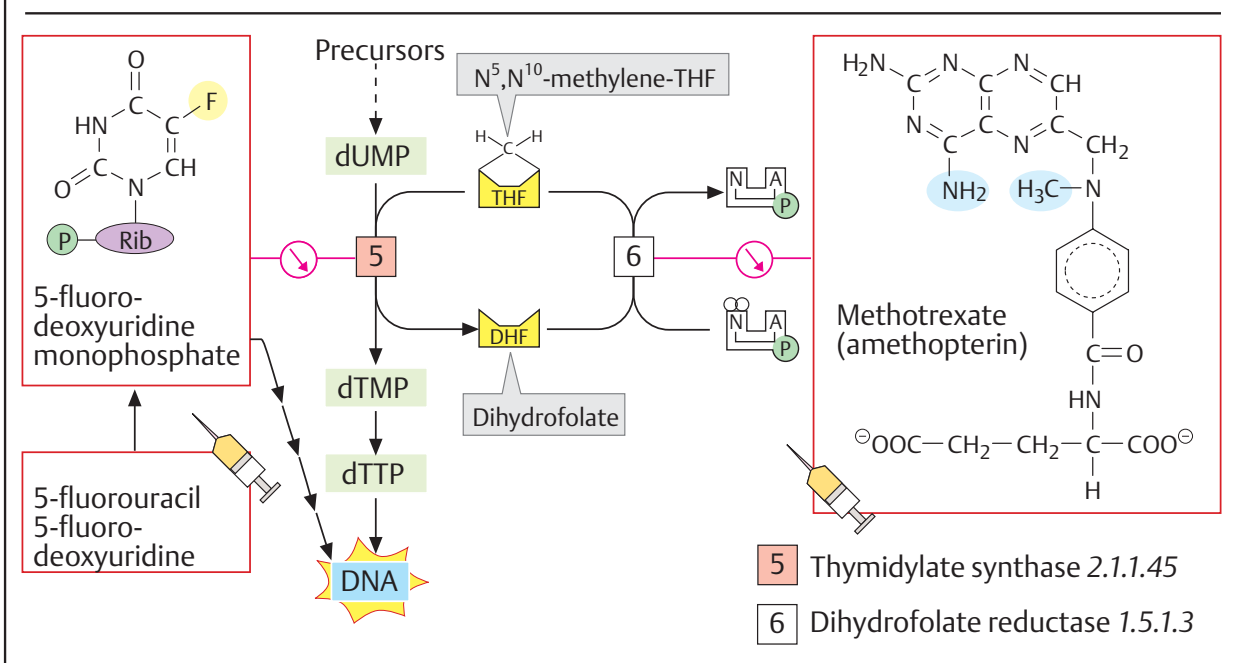 Precursors
N⁵,N¹⁰-methylene-THF
dUMP
H H
C
THF
N A
P
5
6
N A
P
DHF
Dihydrofolate
dTMP
dTTP
DNA
O
C
F
HN
C
C
CH
O
N
P
Rib
5-fluoro-
deoxyuridine
monophosphate
5-fluorouracil
5-fluoro-
deoxyuridine
H₂N
C
N
C
N
CH
N
C
C
N
C
CH₂
NH2
H₃C
N
Methotrexate
(amethopterin)
C=O
HN
⊖OOC—CH₂—CH₂—C—COO⊖
H
5 Thymidylate synthase 2.1.1.45
6 Dihydrofolate reductase 1.5.1.3